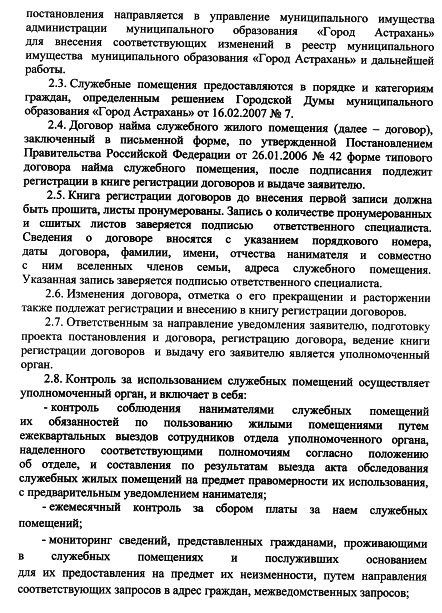 постановления направляется в управление муниципального имущества
администрации муниципального образования «Город Астрахань»
для внесения соответствующих изменений в реестр муниципального
имущества муниципального образования «Город Астрахань» и дальнейшей
работы.
2.3. Служебные помещения предоставляются в порядке и категориям
граждан, определенным решением Городской Думы муниципального
образования «Город Астрахань» от 16.02.2007 № 7.
2.4. Договор найма служебного жилого помещения (далее – договор),
заключенный в письменной форме, по утвержденной Постановлением
Правительства Российской Федерации от 26.01.2006 № 42 форме типового
договора найма служебного помещения, после подписания подлежит
регистрации в книге регистрации договоров и выдаче заявителю.
2.5. Книга регистрации договоров до внесения первой записи должна
быть прошита, листы пронумерованы. Запись о количестве пронумерованных
и сшитых листов заверяется подписью ответственного специалиста.
Сведения о договоре вносятся с указанием порядкового номера,
даты договора, фамилии, имени, отчества нанимателя и совместно
с ним вселенных членов семьи, адреса служебного помещения.
Указанная запись заверяется подписью ответственного специалиста.
2.6. Изменения договора, отметка о его прекращении и расторжении
также подлежат регистрации и внесению в книгу регистрации договоров.
2.7. Ответственным за направление уведомления заявителю, подготовку
проекта постановления и договора, регистрацию договора, ведение книги
регистрации договоров и выдачу его заявителю является уполномоченный
орган.
2.8. Контроль за использованием служебных помещений осуществляет
уполномоченный орган, и включает в себя:
- контроль соблюдения нанимателями служебных помещений
их обязанностей по пользованию жилыми помещениями путем
ежеквартальных выездов сотрудников отдела уполномоченного органа,
наделенного соответствующими полномочиям согласно положению
об отделе, и составления по результатам выезда акта обследования
служебных жилых помещений на предмет правомерности их использования,
с предварительным уведомлением нанимателя;
- ежемесячный контроль за сбором платы за наем служебных
помещений;
- мониторинг сведений, представленных гражданами, проживающими
в служебных помещениях и послуживших основанием
для их предоставления на предмет их неизменности, путем направления
соответствующих запросов в адрес граждан, межведомственных запросов;